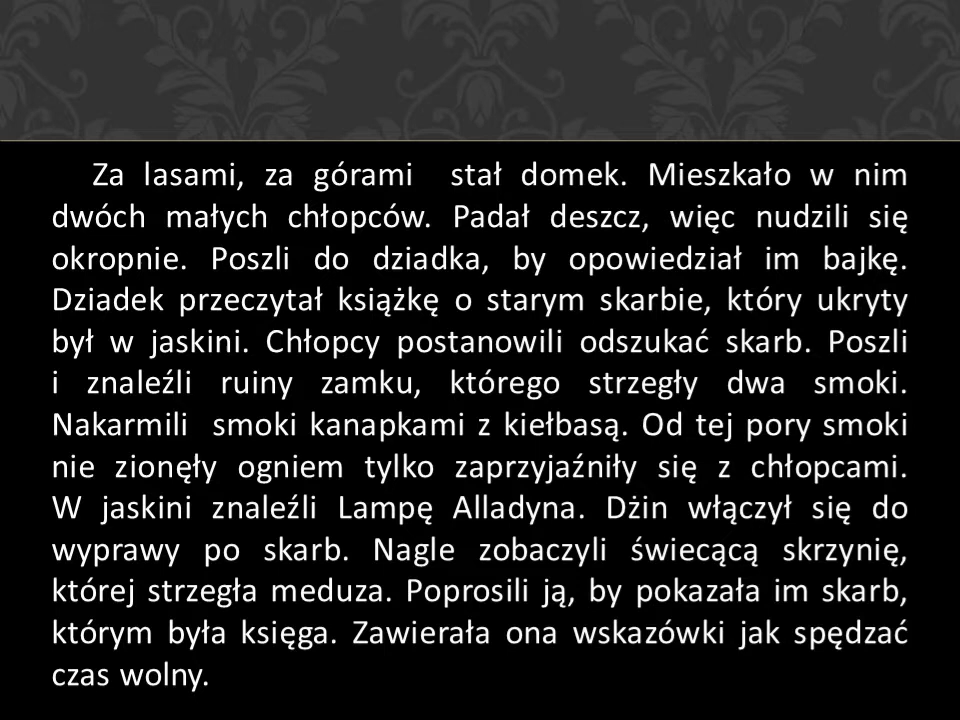 Za lasami, za górami stał domek. Mieszkało w nim
dwóch małych chłopców. Padał deszcz, więc nudzili się
okropnie. Poszli do dziadka, by opowiedział im bajkę.
Dziadek przeczytał książkę o starym skarbie, który ukryty
był w jaskini. Chłopcy postanowili odszukać skarb. Poszli
i znaleźli ruiny zamku, którego strzegły dwa smoki.
Nakarmili smoki kanapkami z kiełbasą. Od tej pory smoki
nie zionęły ogniem tylko zaprzyjaźniły się z chłopcami.
W jaskini znaleźli Lampę Alladyna. Dżin włączył się do
wyprawy po skarb. Nagle zobaczyli świecącą skrzynię,
której strzegła meduza. Poprosili ją, by pokazała im skarb,
którym była księga. Zawierała ona wskazówki jak spędzać
czas wolny.